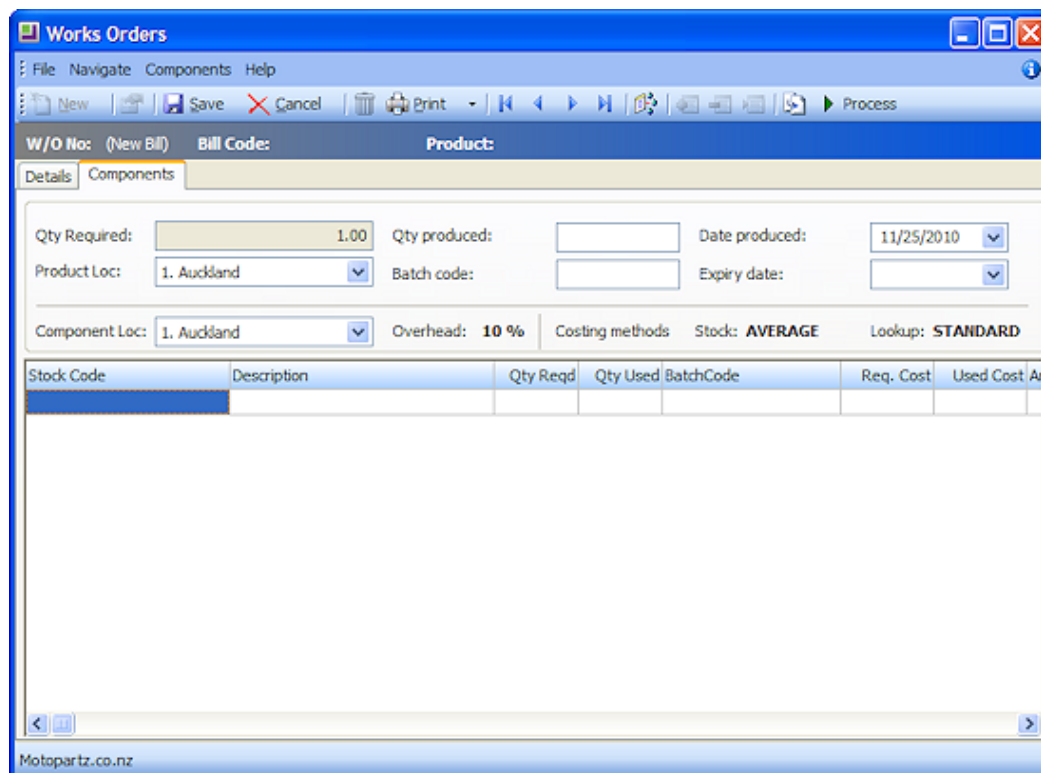 Works Orders
File Navigate Components Help
New Save Cancel Print Process
W/O No: (New Bill) Bill Code: Product:
Details Components
Qty Required: 1.00 Qty produced: Date produced: 11/25/2010
Product Loc: 1. Auckland Batch code: Expiry date:
Component Loc: 1. Auckland Overhead: 10 % Costing methods Stock: AVERAGE Lookup: STANDARD
Stock Code Description Qty Reqd Qty Used BatchCode Req. Cost Used Cost
Motopartz.co.nz